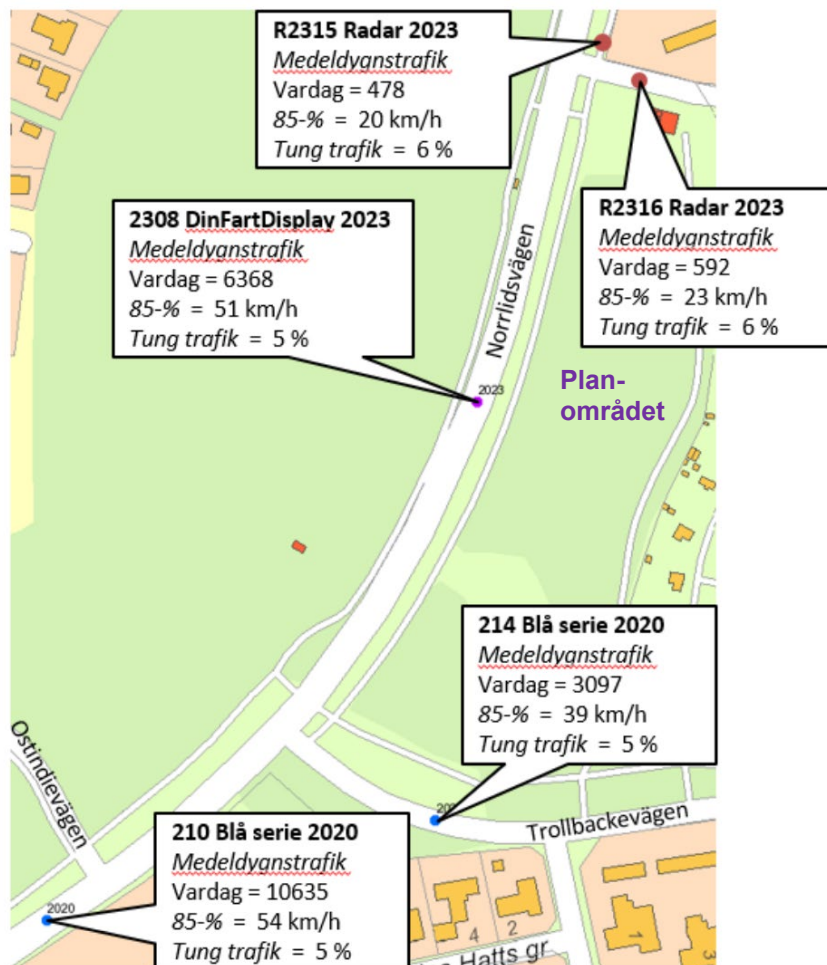 R2315 Radar 2023
Medeldygnstrafik
Vardag = 478
85-% = 20 km/h
Tung trafik = 6 %
R2316 Radar 2023
Medeldygnstrafik
Vardag = 592
85-% = 23 km/h
Tung trafik = 6 %
2308 DinFartDisplay 2023
Medeldygnstrafik
Vardag = 6368
85-% = 51 km/h
Tung trafik = 5 %
Norrlidsvägen
Plan-
området
2023
214 Blå serie 2020
Medeldygnstrafik
Vardag = 3097
85-% = 39 km/h
Tung trafik = 5 %
Ostindievägen
Trollbackevägen
210 Blå serie 2020
Medeldygnstrafik
Vardag = 10635
85-% = 54 km/h
Tung trafik = 5 %
2020
4
2
1
3
Hatts gr